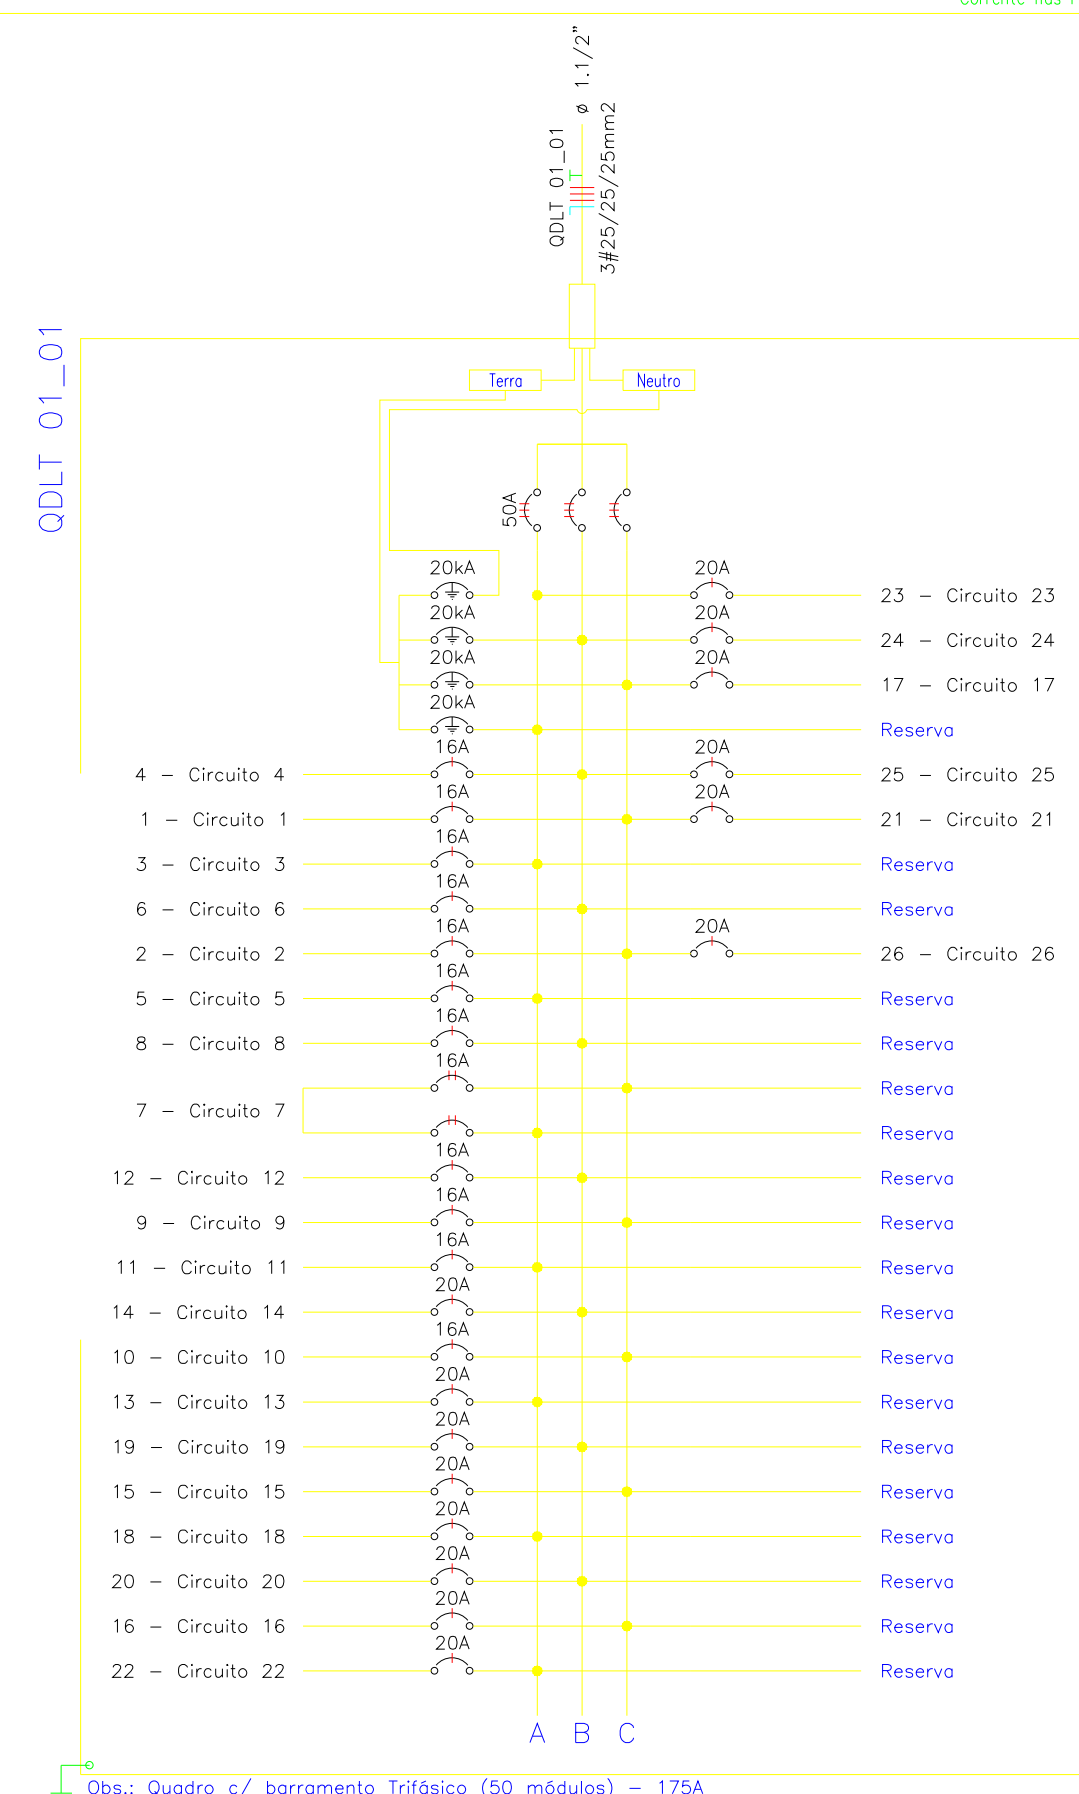 ø 1.1/2"
QDLT 01_01
3#25/25/25mm2
QDLT 01_01
Terra
Neutro
50A
20kA
20A
23 - Circuito 23
20kA
20A
24 - Circuito 24
20kA
20A
17 - Circuito 17
20kA
Reserva
16A
20A
4 - Circuito 4
25 - Circuito 25
16A
20A
1 - Circuito 1
21 - Circuito 21
16A
3 - Circuito 3
Reserva
16A
6 - Circuito 6
Reserva
16A
20A
2 - Circuito 2
26 - Circuito 26
16A
5 - Circuito 5
Reserva
16A
8 - Circuito 8
Reserva
16A
Reserva
7 - Circuito 7
Reserva
16A
12 - Circuito 12
Reserva
16A
9 - Circuito 9
Reserva
16A
11 - Circuito 11
Reserva
20A
14 - Circuito 14
Reserva
16A
10 - Circuito 10
Reserva
20A
13 - Circuito 13
Reserva
20A
19 - Circuito 19
Reserva
20A
15 - Circuito 15
Reserva
20A
18 - Circuito 18
Reserva
20A
20 - Circuito 20
Reserva
20A
16 - Circuito 16
Reserva
20A
22 - Circuito 22
Reserva
A B C
Obs.: Quadro c/ barramento Trifásico (50 módulos) - 175A